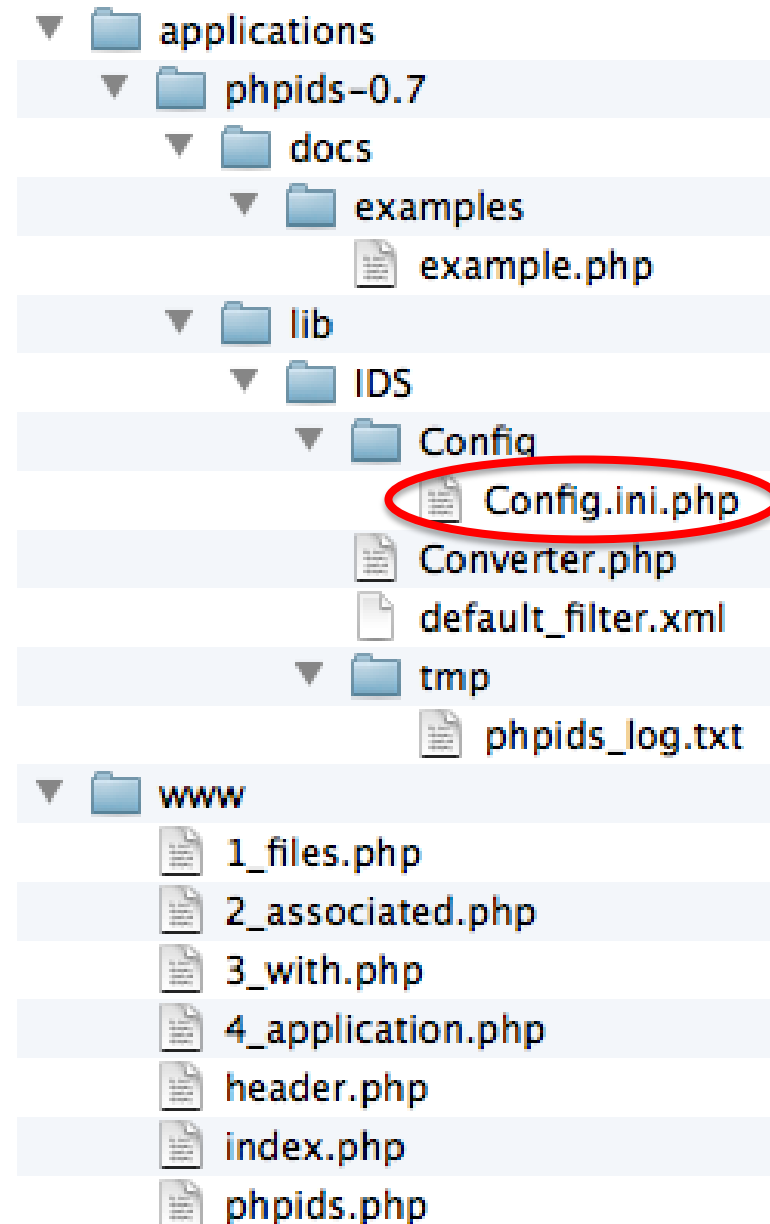 applications
phpids-0.7
docs
examples
example.php
lib
IDS
Config
Config.ini.php
Converter.php
default_filter.xml
tmp
phpids_log.txt
www
1_files.php
2_associated.php
3_with.php
4_application.php
header.php
index.php
phpids.php